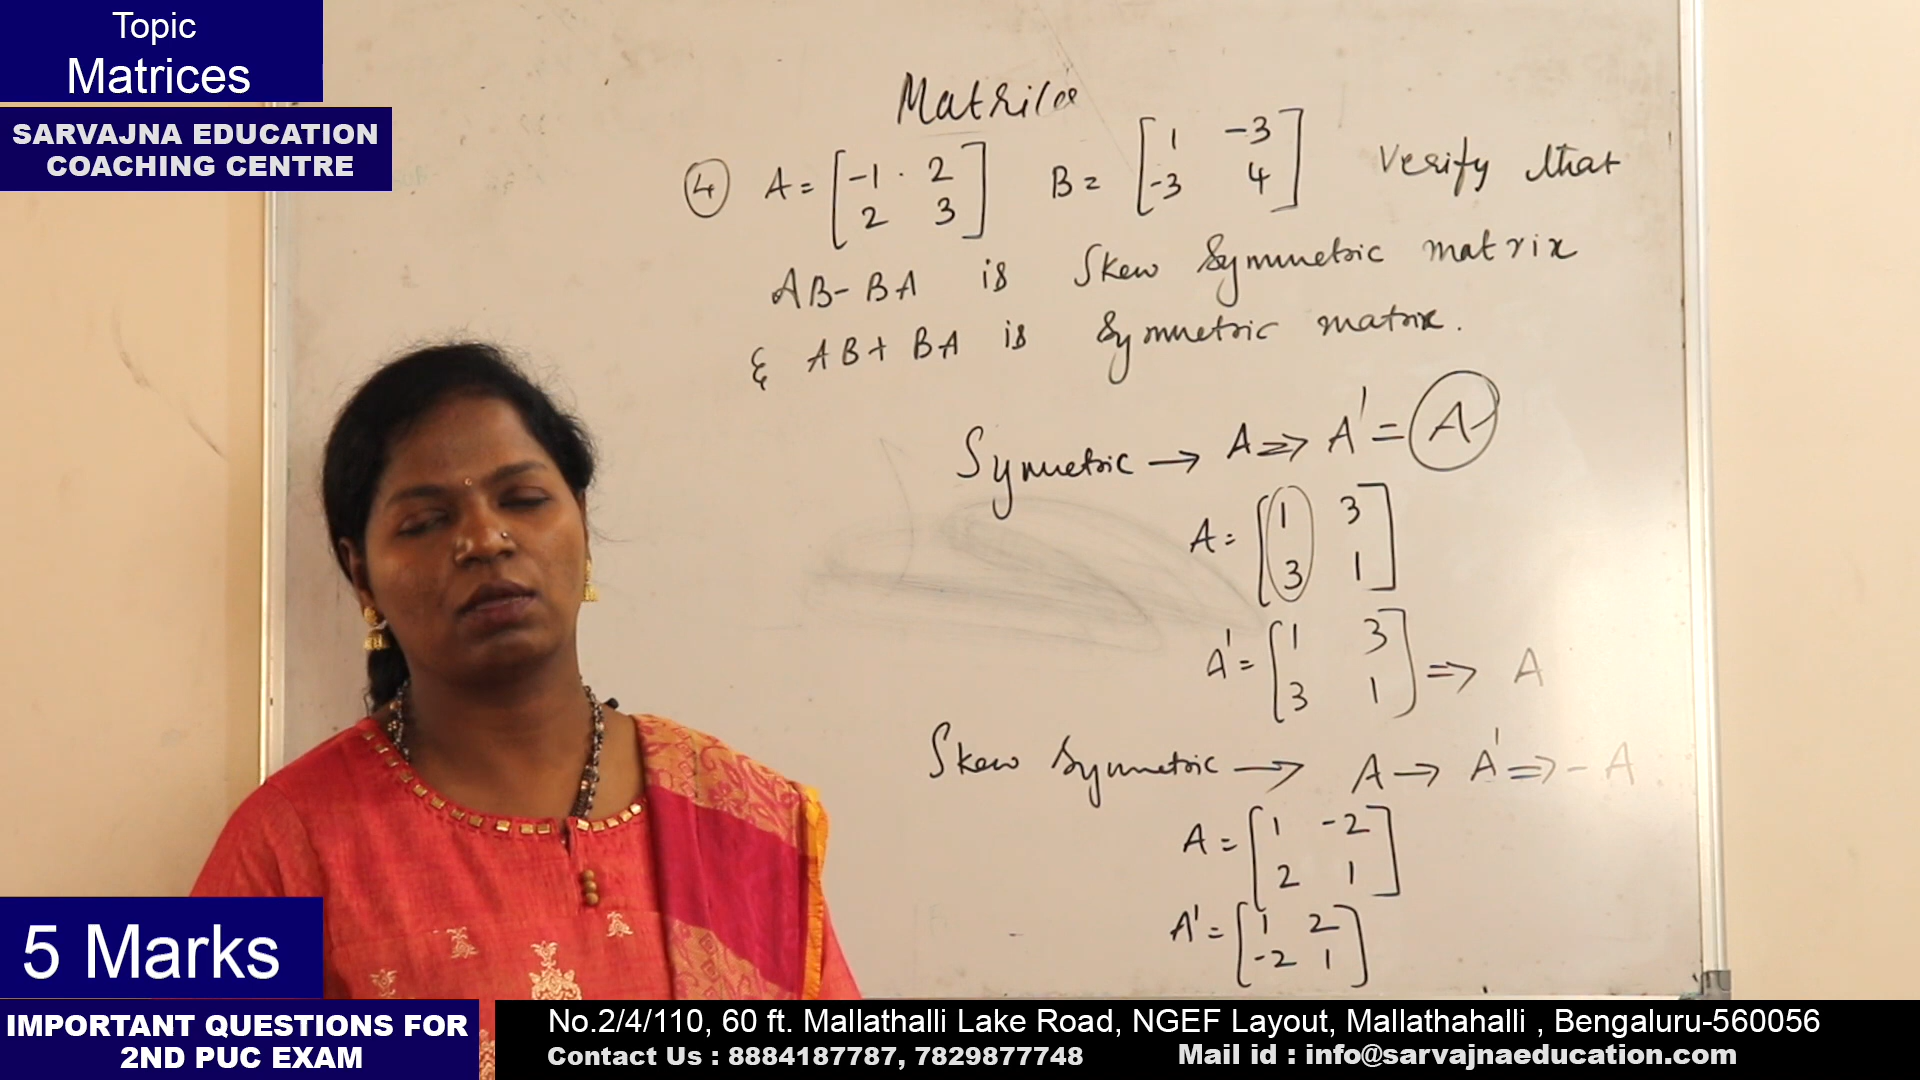 Topic
Matrices
SARVAJNA EDUCATION
COACHING CENTRE
Matrices
④ A = [-1 2 B = [1 -3 Verify that
2 3] -3 4]
AB - BA is Skew Symmetric matrix
& AB + BA is Symmetric matrix.
Symmetric → A ⇒ A' = A
A = [1 3
3 1]
A' = [1 3
3 1] ⇒ A
Skew Symmetric → A → A' ⇒ - A
A = [1 -2
2 1]
A' = [1 2
-2 1]
5 Marks
IMPORTANT QUESTIONS FOR
2ND PUC EXAM
No.2/4/110, 60 ft. Mallathalli Lake Road, NGEF Layout, Mallathahalli , Bengaluru-560056
Contact Us : 8884187787, 7829877748 Mail id : info@sarvajnaeducation.com